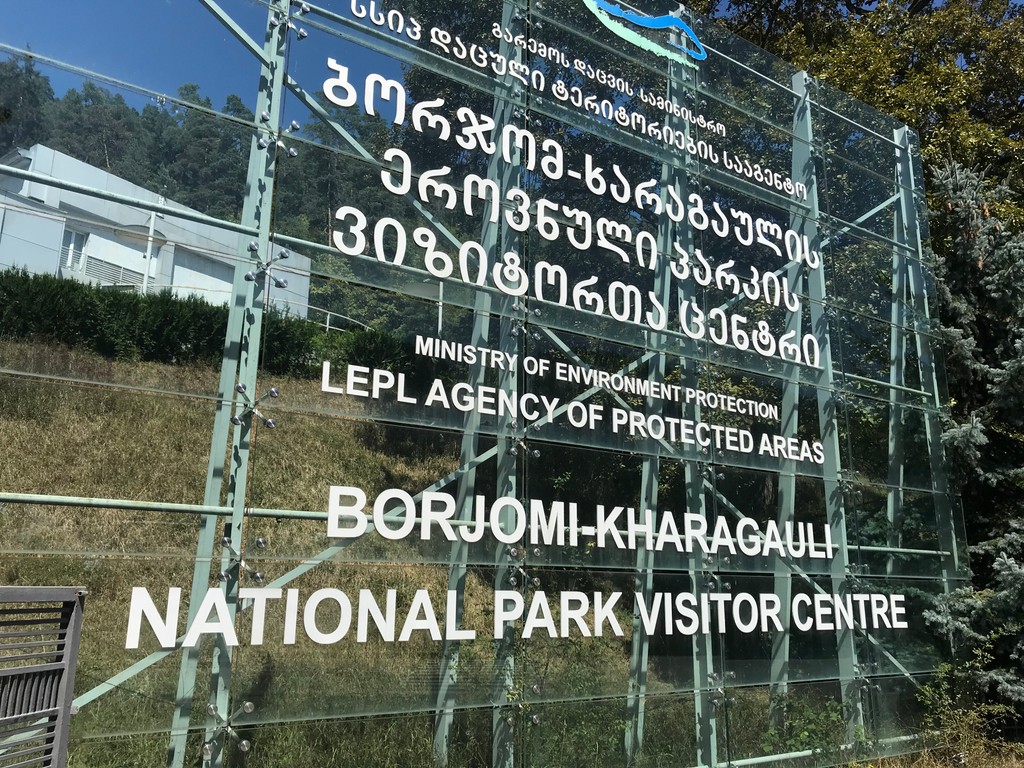 გარემოს დაცვის სამინისტრო
სსიპ დაცული ტერიტორიების სააგენტო
ბორჯომ-ხარაგაულის
ეროვნული პარკის
ვიზიტორთა ცენტრი
MINISTRY OF ENVIRONMENT PROTECTION
LEPL AGENCY OF PROTECTED AREAS
BORJOMI-KHARAGAULI
NATIONAL PARK VISITOR CENTRE